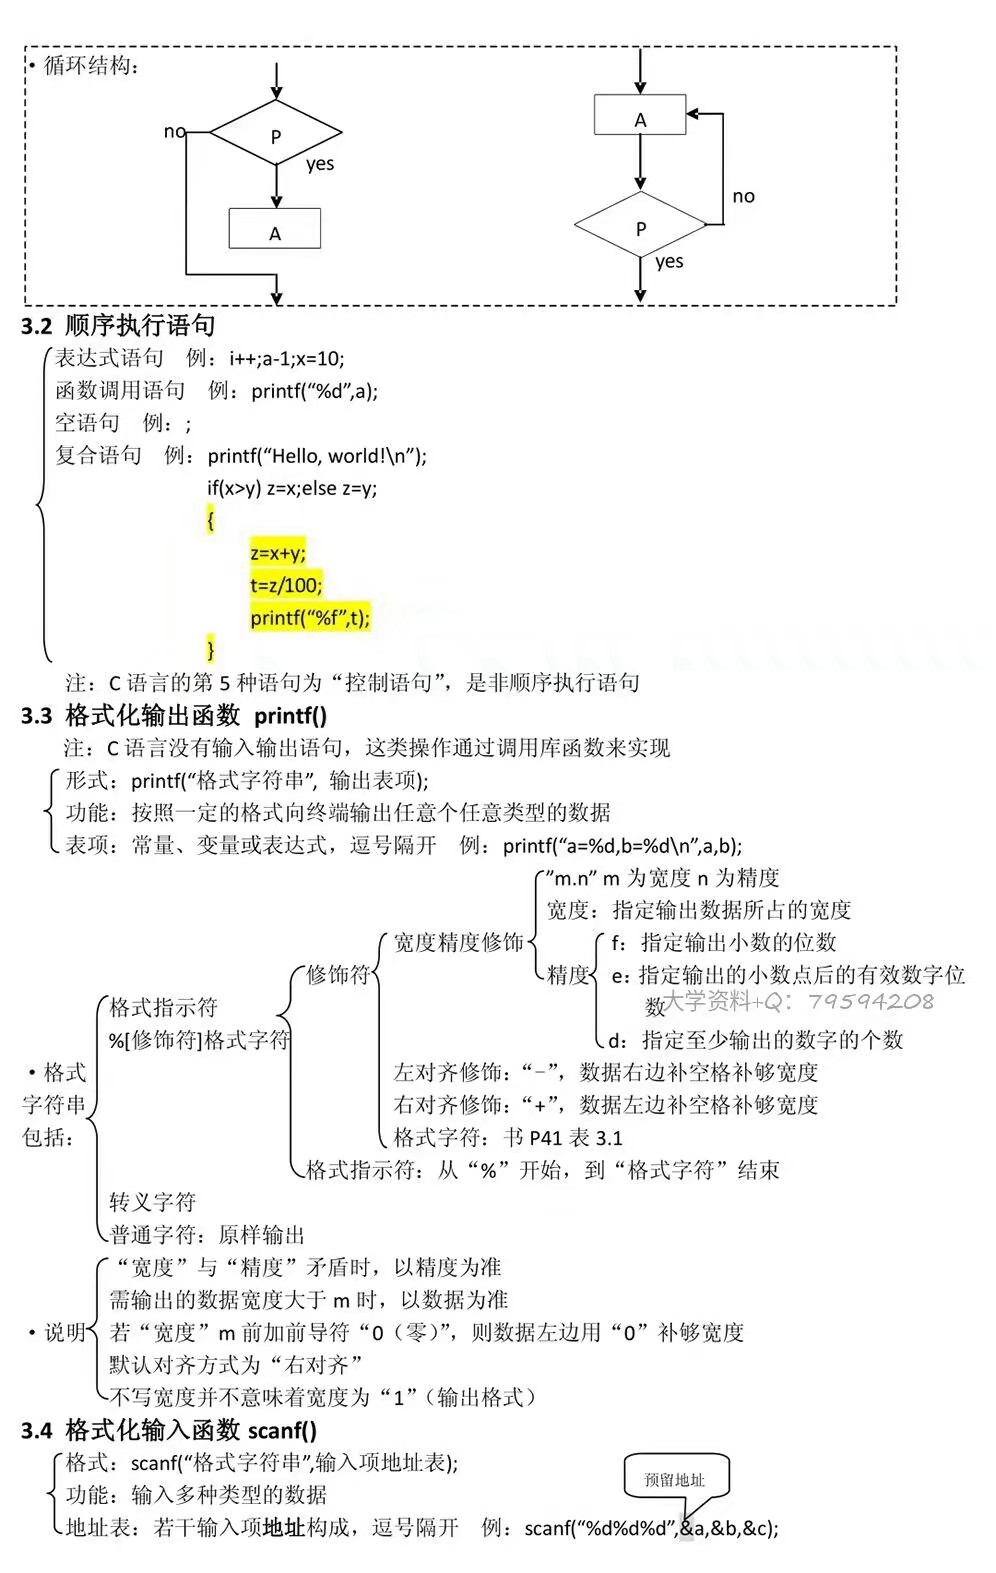 ·循环结构：
no
P
yes
A
A
no
P
yes
3.2 顺序执行语句
表达式语句 例：i++;a-1;x=10;
函数调用语句 例：printf(“%d”,a);
空语句 例：;
复合语句 例：printf(“Hello, world!\n”);
if(x>y) z=x;else z=y;
{
z=x+y;
t=z/100;
printf(“%f”,t);
}
注：C 语言的第 5 种语句为“控制语句”，是非顺序执行语句
3.3 格式化输出函数 printf()
注：C 语言没有输入输出语句，这类操作通过调用库函数来实现
形式：printf(“格式字符串”, 输出表项);
功能：按照一定的格式向终端输出任意个任意类型的数据
表项：常量、变量或表达式，逗号隔开 例：printf(“a=%d,b=%d\n”,a,b);
”m.n” m 为宽度 n 为精度
宽度：指定输出数据所占的宽度
宽度精度修饰
f：指定输出小数的位数
修饰符
精度
e：指定输出的小数点后的有效数字位
数
大学资料+Q：79594208
格式指示符
%[修饰符]格式字符
d：指定至少输出的数字的个数
·格式
字符串
包括：
左对齐修饰：“-”，数据右边补空格补够宽度
右对齐修饰：“+”，数据左边补空格补够宽度
格式字符：书 P41 表 3.1
格式指示符：从“%”开始，到“格式字符”结束
转义字符
普通字符：原样输出
“宽度”与“精度”矛盾时，以精度为准
需输出的数据宽度大于 m 时，以数据为准
·说明
若“宽度”m 前加前导符“0（零）”，则数据左边用“0”补够宽度
默认对齐方式为“右对齐”
不写宽度并不意味着宽度为“1”（输出格式）
3.4 格式化输入函数 scanf()
格式：scanf(“格式字符串”,输入项地址表);
预留地址
功能：输入多种类型的数据
地址表：若干输入项地址构成，逗号隔开 例：scanf(“%d%d%d”,&a,&b,&c);